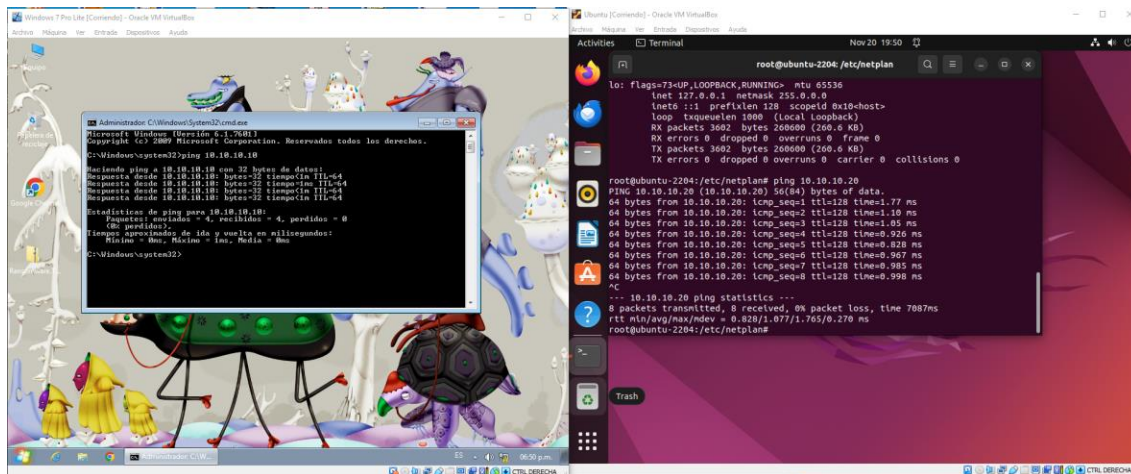 Windows 7 Pro Lite [Corriendo] - Oracle VM VirtualBox
Archivo Máquina Ver Entrada Dispositivos Ayuda
Equipo
Papelera de
reciclaje
Google Chrome
Administrador: C:\Windows\System32\cmd.exe
Microsoft Windows [Versión 6.1.7601]
Copyright (c) 2009 Microsoft Corporation. Reservados todos los derechos.
C:\Windows\system32>ping 10.10.10.10
Haciendo ping a 10.10.10.10 con 32 bytes de datos:
Respuesta desde 10.10.10.10: bytes=32 tiempo<1m TTL=64
Respuesta desde 10.10.10.10: bytes=32 tiempo=1ms TTL=64
Respuesta desde 10.10.10.10: bytes=32 tiempo<1m TTL=64
Respuesta desde 10.10.10.10: bytes=32 tiempo<1m TTL=64
Estadísticas de ping para 10.10.10.10:
Paquetes: enviados = 4, recibidos = 4, perdidos = 0
(0% perdidos),
Tiempos aproximados de ida y vuelta en milisegundos:
Mínimo = 0ms, Máximo = 1ms, Media = 0ms
C:\Windows\system32>
Administrador: C:\W...
ES
06:50 p.m.
CTRL DERECHA
Ubuntu [Corriendo] - Oracle VM VirtualBox
Archivo Máquina Ver Entrada Dispositivos Ayuda
Activities Terminal Nov 20 19:50
root@ubuntu-2204: /etc/netplan
lo: flags=73<UP,LOOPBACK,RUNNING> mtu 65536
inet 127.0.0.1 netmask 255.0.0.0
inet6 ::1 prefixlen 128 scopeid 0x10<host>
loop txqueuelen 1000 (Local Loopback)
RX packets 3602 bytes 260600 (260.6 KB)
RX errors 0 dropped 0 overruns 0 frame 0
TX packets 3602 bytes 260600 (260.6 KB)
TX errors 0 dropped 0 overruns 0 carrier 0 collisions 0
root@ubuntu-2204:/etc/netplan# ping 10.10.10.20
PING 10.10.10.20 (10.10.10.20) 56(84) bytes of data.
64 bytes from 10.10.10.20: icmp_seq=1 ttl=128 time=1.77 ms
64 bytes from 10.10.10.20: icmp_seq=2 ttl=128 time=1.10 ms
64 bytes from 10.10.10.20: icmp_seq=3 ttl=128 time=1.05 ms
64 bytes from 10.10.10.20: icmp_seq=4 ttl=128 time=0.926 ms
64 bytes from 10.10.10.20: icmp_seq=5 ttl=128 time=0.828 ms
64 bytes from 10.10.10.20: icmp_seq=6 ttl=128 time=0.967 ms
64 bytes from 10.10.10.20: icmp_seq=7 ttl=128 time=0.985 ms
64 bytes from 10.10.10.20: icmp_seq=8 ttl=128 time=0.998 ms
^C
--- 10.10.10.20 ping statistics ---
8 packets transmitted, 8 received, 0% packet loss, time 7087ms
rtt min/avg/max/mdev = 0.828/1.077/1.765/0.270 ms
root@ubuntu-2204:/etc/netplan#
Trash
CTRL DERECHA